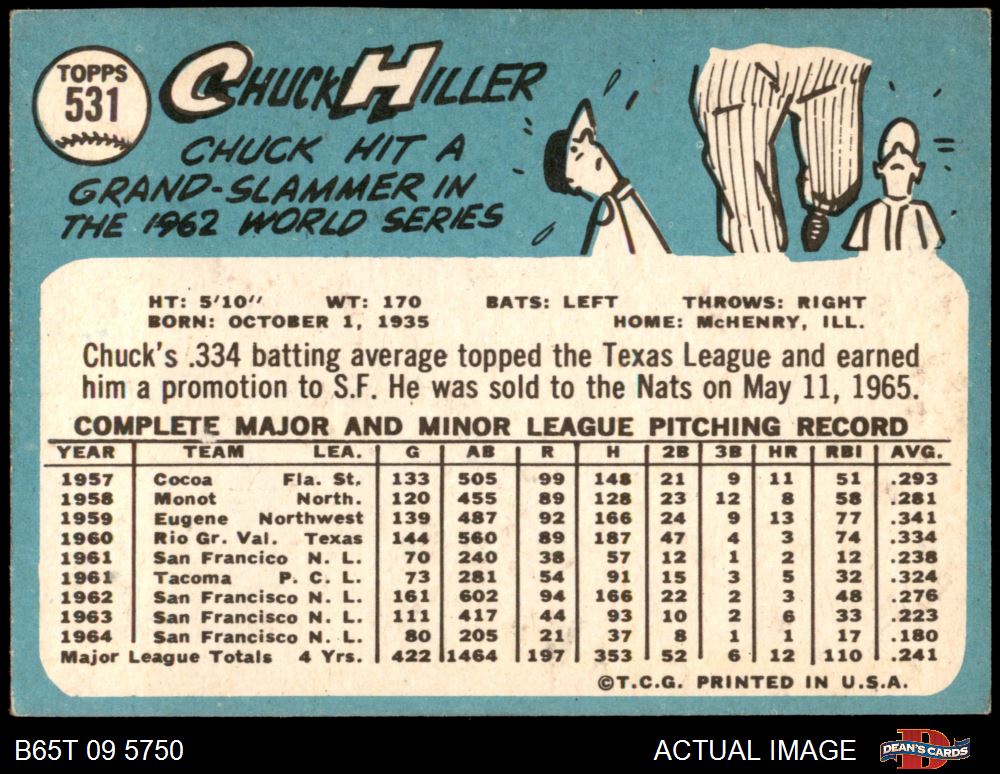 TOPPS
531
CHUCK HILLER
CHUCK HIT A
GRAND-SLAMMER IN
THE 1962 WORLD SERIES
HT: 5'10" WT: 170 BATS: LEFT THROWS: RIGHT
BORN: OCTOBER 1, 1935 HOME: McHENRY, ILL.
Chuck's .334 batting average topped the Texas League and earned
him a promotion to S.F. He was sold to the Nats on May 11, 1965.
COMPLETE MAJOR AND MINOR LEAGUE PITCHING RECORD
YEAR TEAM LEA. G AB R H 2B 3B HR RBI AVG.
1957 Cocoa Fla. St. 133 505 99 148 21 9 11 51 .293
1958 Monot North. 120 455 89 128 23 12 8 58 .281
1959 Eugene Northwest 139 487 92 166 24 9 13 77 .341
1960 Rio Gr. Val. Texas 144 560 89 187 47 4 3 74 .334
1961 San Francico N. L. 70 240 38 57 12 1 2 12 .238
1961 Tacoma P. C. L. 73 281 54 91 15 3 5 32 .324
1962 San Francisco N. L. 161 602 94 166 22 2 3 48 .276
1963 San Francisco N. L. 111 417 44 93 10 2 6 33 .223
1964 San Francisco N. L. 80 205 21 37 8 1 1 17 .180
Major League Totals 4 Yrs. 422 1464 197 353 52 6 12 110 .241
©T.C.G. PRINTED IN U.S.A.
B65T 09 5750 ACTUAL IMAGE DEAN'S CARDS